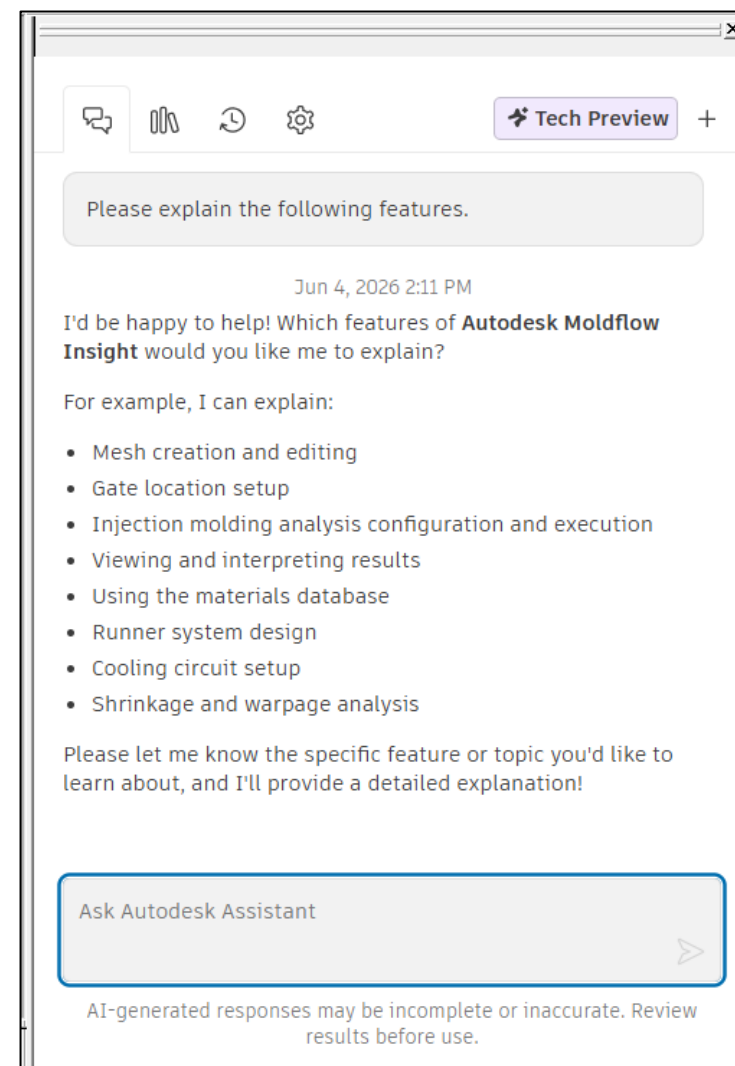 Tech Preview
Please explain the following features.
Jun 4, 2026 2:11 PM
I'd be happy to help! Which features of Autodesk Moldflow
Insight would you like me to explain?
For example, I can explain:
• Mesh creation and editing
• Gate location setup
• Injection molding analysis configuration and execution
• Viewing and interpreting results
• Using the materials database
• Runner system design
• Cooling circuit setup
• Shrinkage and warpage analysis
Please let me know the specific feature or topic you'd like to
learn about, and I'll provide a detailed explanation!
Ask Autodesk Assistant
AI-generated responses may be incomplete or inaccurate. Review
results before use.